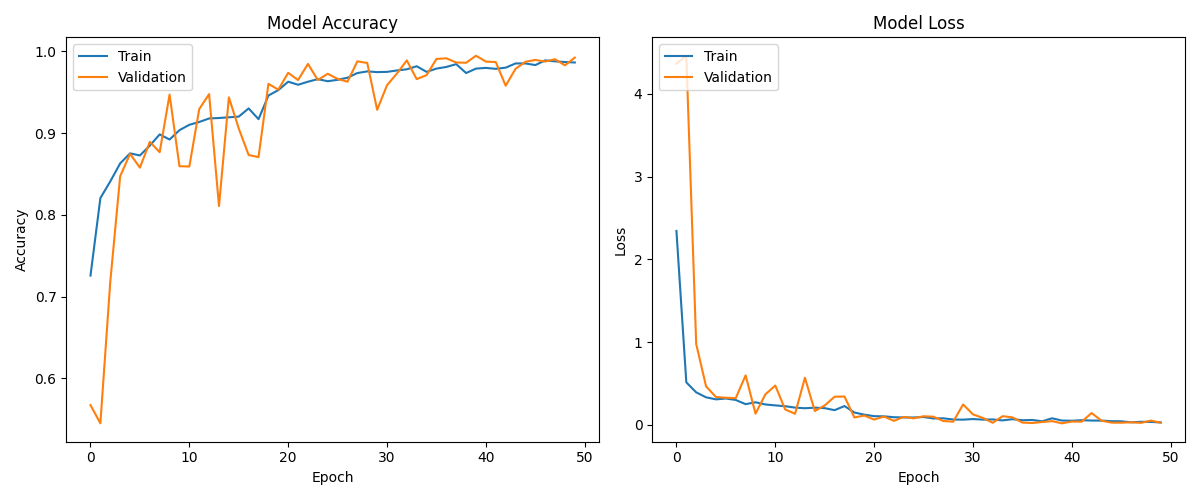 Model Accuracy
Train
Validation
1.0
0.9
0.8
0.7
0.6
Accuracy
0 10 20 30 40 50
Epoch
Model Loss
Train
Validation
4
3
2
1
0
Loss
0 10 20 30 40 50
Epoch